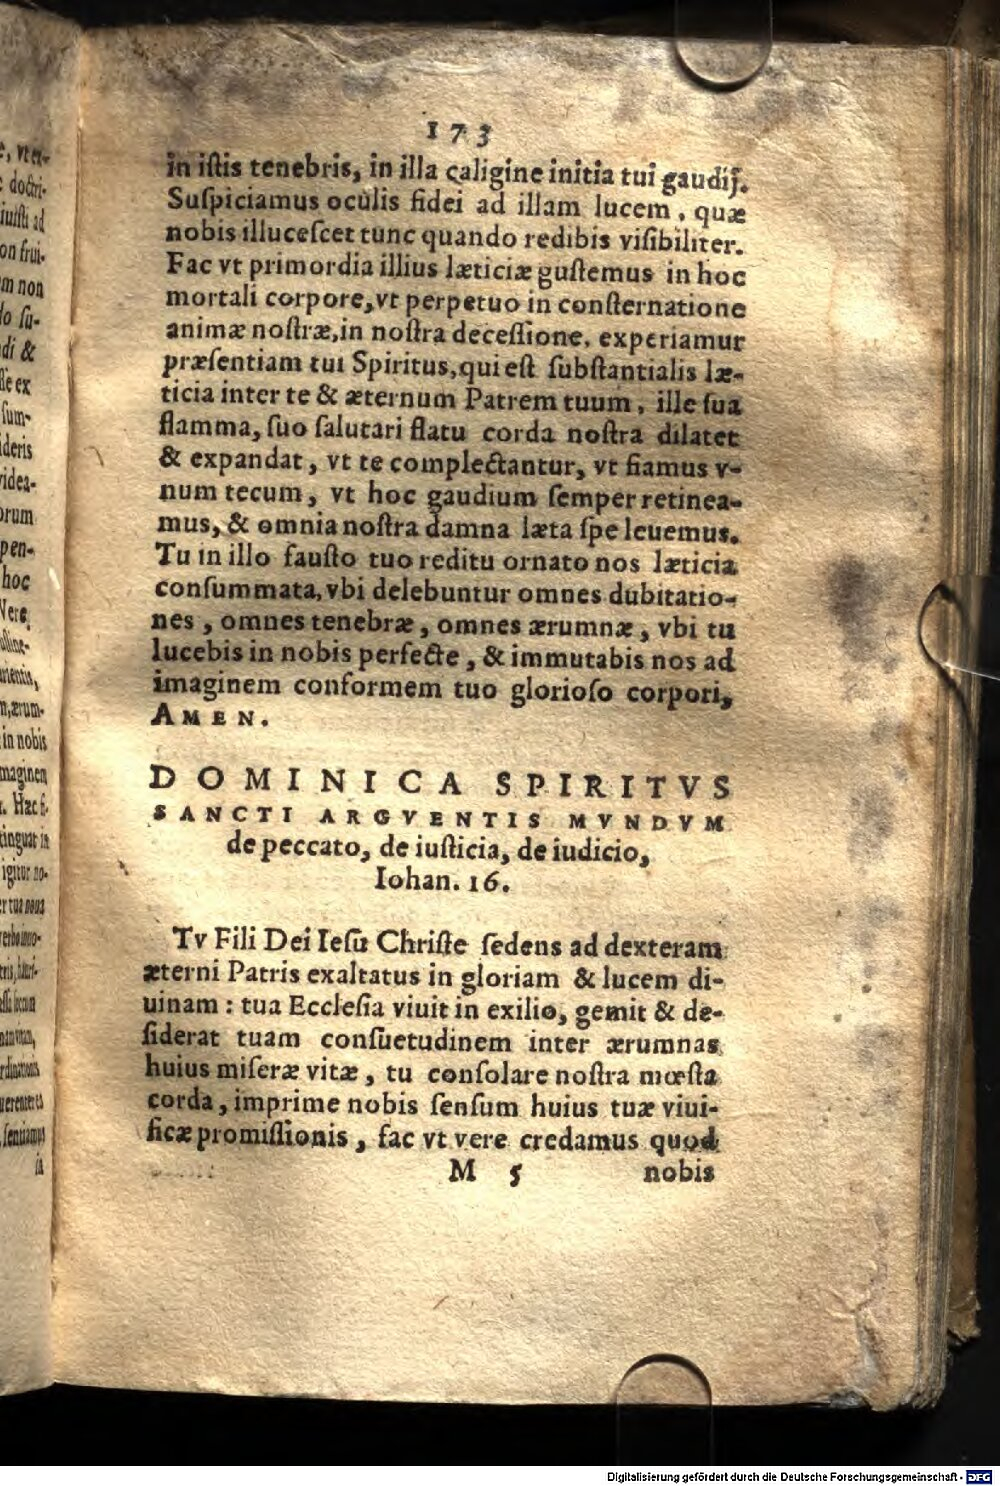 173
in iſtis tenebris, in illa caligine initia tui gaudij.
Suſpiciamus oculis fidei ad illam lucem, quæ
nobis illuceſcet tunc quando redibis viſibiliter.
Fac vt primordia illius læticiæ guſtemus in hoc
mortali corpore, vt perpetuo in conſternatione
animæ noſtræ, in noſtra deceſſione, experiamur
præſentiam tui Spiritus, qui eſt ſubſtantialis læ-
ticia inter te & æternum Patrem tuum, ille ſua
flamma, ſuo ſalutari flatu corda noſtra dilatet
& expandat, vt te complectantur, vt fiamus v-
num tecum, vt hoc gaudium ſemper retinea-
mus, & omnia noſtra damna læta ſpe leuemus.
Tu in illo fauſto tuo reditu ornato nos læticia
conſummata, vbi delebuntur omnes dubitatio-
nes, omnes tenebræ, omnes ærumnæ, vbi tu
lucebis in nobis perfecte, & immutabis nos ad
imaginem conformem tuo glorioſo corpori,
AMEN.
DOMINICA SPIRITVS
SANCTI ARGVENTIS MVNDVM
de peccato, de iuſticia, de iudicio,
Iohan. 16.
Tv Fili Dei Ieſu Chriſte ſedens ad dexteram
æterni Patris exaltatus in gloriam & lucem di-
uinam: tua Eccleſia viuit in exilio, gemit & de-
ſiderat tuam conſuetudinem inter ærumnas
huius miſeræ vitæ, tu conſolare noſtra mœſta
corda, imprime nobis ſenſum huius tuæ viui-
ficæ promiſſionis, fac vt vere credamus quod
M 5 nobis
Digitalisierung gefördert durch die Deutsche Forschungsgemeinschaft - DFG